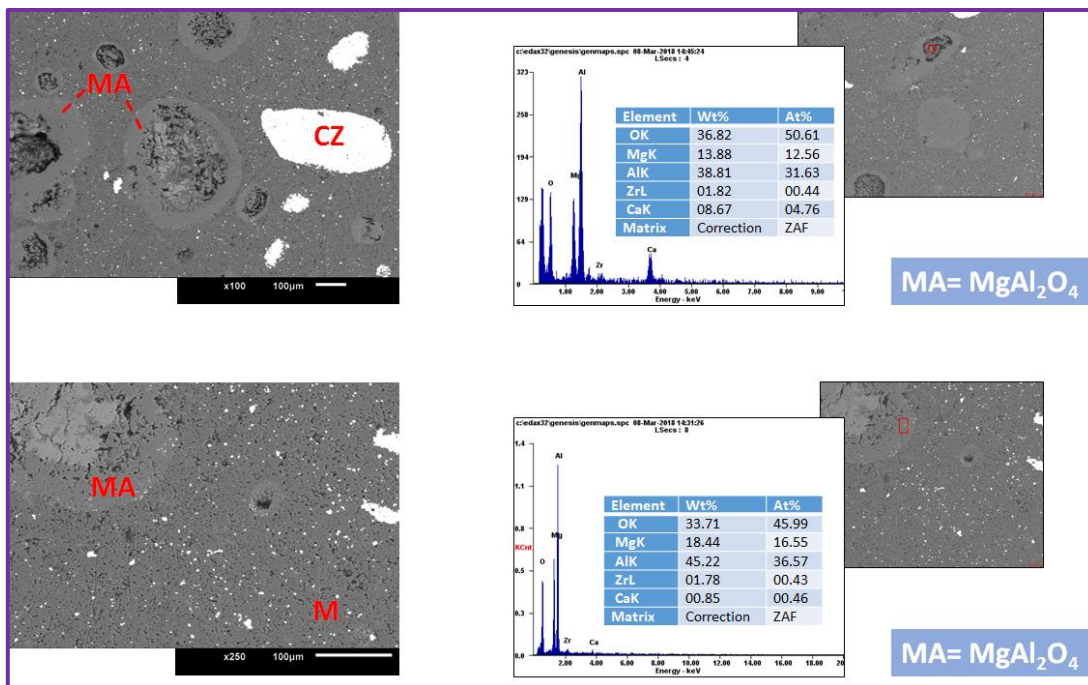 MA
CZ
x100 100µm
c:\edax32\genesis\genmaps.spc 08-Mar-2018 14:45:24
LSecs : 4
323
258
194
129
64
0
Al
O
Mg
Zr
Ca
1.00 2.00 3.00 4.00 5.00 6.00 7.00 8.00 9.00
Energy - keV
Element Wt% At%
OK 36.82 50.61
MgK 13.88 12.56
AlK 38.81 31.63
ZrL 01.82 00.44
CaK 08.67 04.76
Matrix Correction ZAF
MA= MgAl₂O₄
MA
M
x250 100µm
c:\edax32\genesis\genmaps.spc 08-Mar-2018 14:31:26
LSecs : 8
1.4
1.1
0.8
KCnt
0.5
0.3
0.0
Al
Mg
O
Zr
Ca
2.00 4.00 6.00 8.00 10.00 12.00 14.00 16.00 18.00 20
Energy - keV
Element Wt% At%
OK 33.71 45.99
MgK 18.44 16.55
AlK 45.22 36.57
ZrL 01.78 00.43
CaK 00.85 00.46
Matrix Correction ZAF
MA= MgAl₂O₄